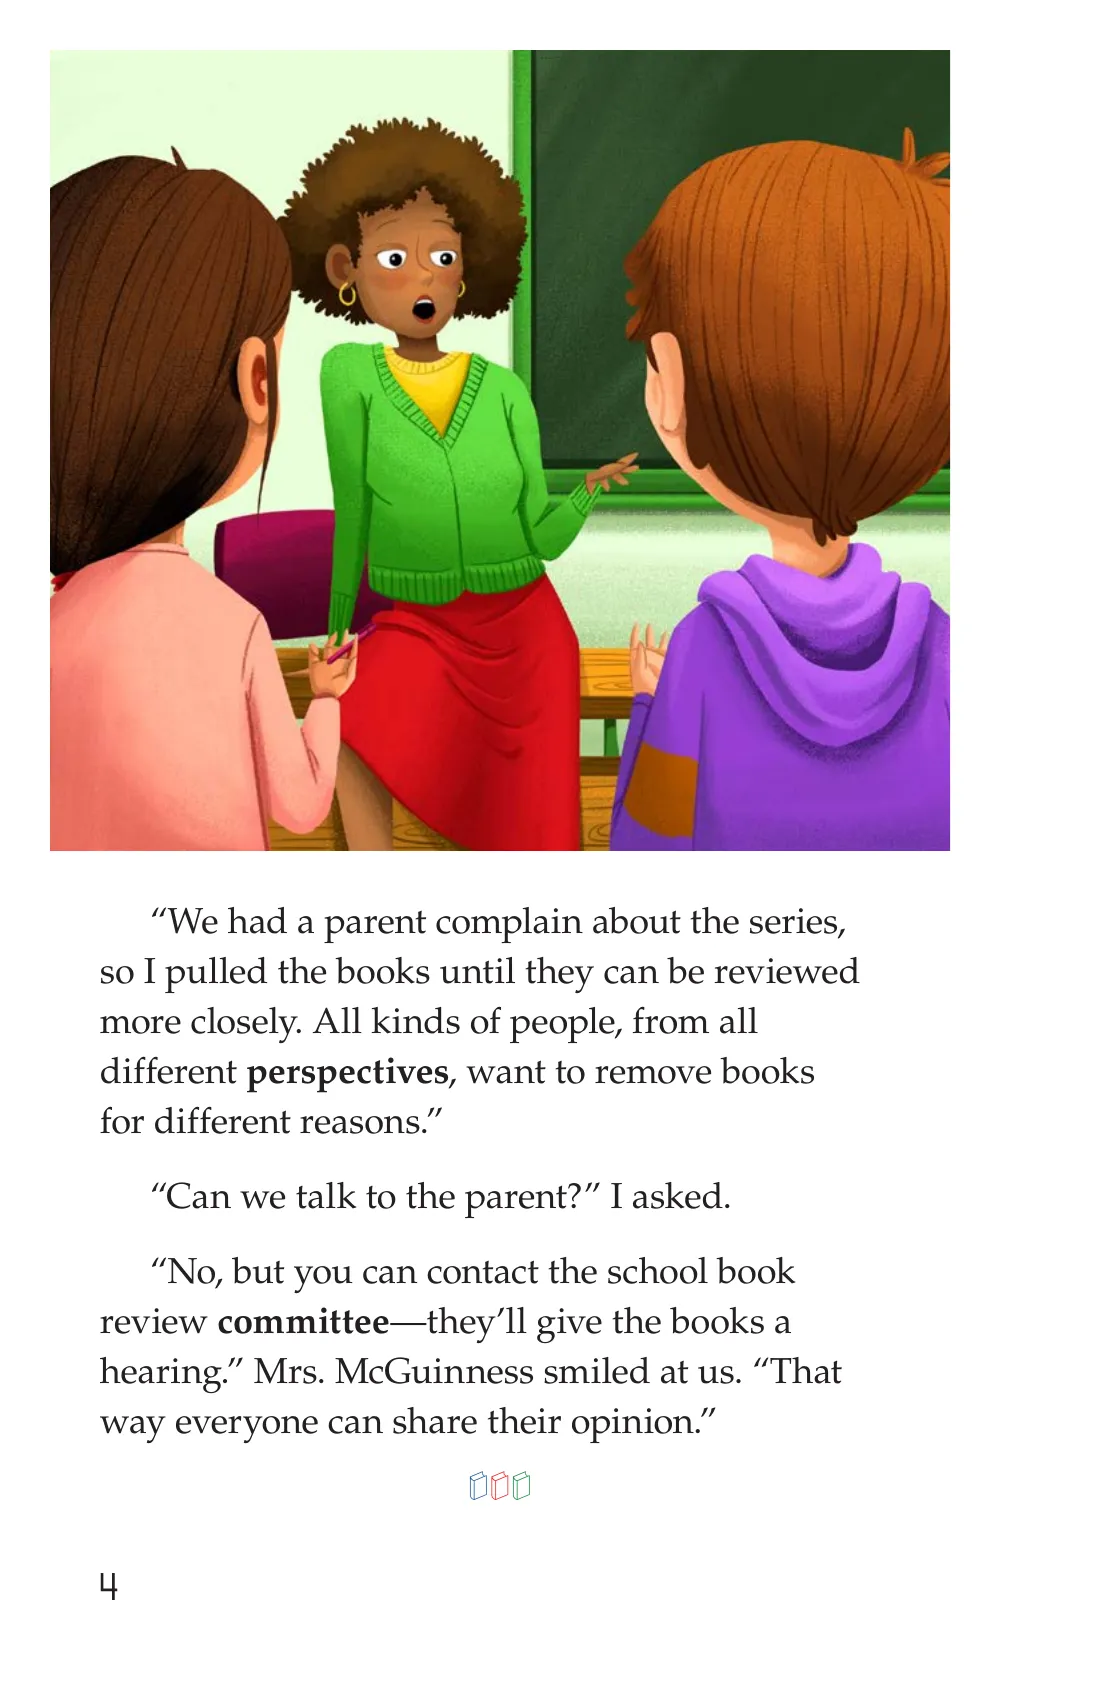 “We had a parent complain about the series,
so I pulled the books until they can be reviewed
more closely. All kinds of people, from all
different perspectives, want to remove books
for different reasons.”
“Can we talk to the parent?” I asked.
“No, but you can contact the school book
review committee—they’ll give the books a
hearing.” Mrs. McGuinness smiled at us. “That
way everyone can share their opinion.”
4